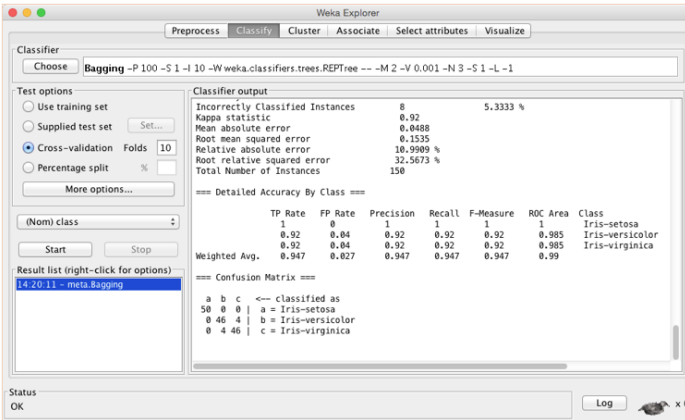 Weka Explorer
Preprocess Classify Cluster Associate Select attributes Visualize
Classifier
Choose Bagging -P 100 -S 1 -I 10 -W weka.classifiers.trees.REPTree -- -M 2 -V 0.001 -N 3 -S 1 -L -1
Test options
Use training set
Supplied test set Set...
Cross-validation Folds 10
Percentage split %
More options...
(Nom) class
Start Stop
Result list (right-click for options)
14:20:11 - meta.Bagging
Classifier output
Incorrectly Classified Instances 8 5.3333 %
Kappa statistic 0.92
Mean absolute error 0.0488
Root mean squared error 0.1535
Relative absolute error 10.9909 %
Root relative squared error 32.5673 %
Total Number of Instances 150
=== Detailed Accuracy By Class ===
TP Rate FP Rate Precision Recall F-Measure ROC Area Class
1 0 1 1 1 1 Iris-setosa
0.92 0.04 0.92 0.92 0.92 0.985 Iris-versicolor
0.92 0.04 0.92 0.92 0.92 0.985 Iris-virginica
Weighted Avg. 0.947 0.027 0.947 0.947 0.947 0.99
=== Confusion Matrix ===
a b c <-- classified as
50 0 0 | a = Iris-setosa
0 46 4 | b = Iris-versicolor
0 4 46 | c = Iris-virginica
Status
OK
Log x